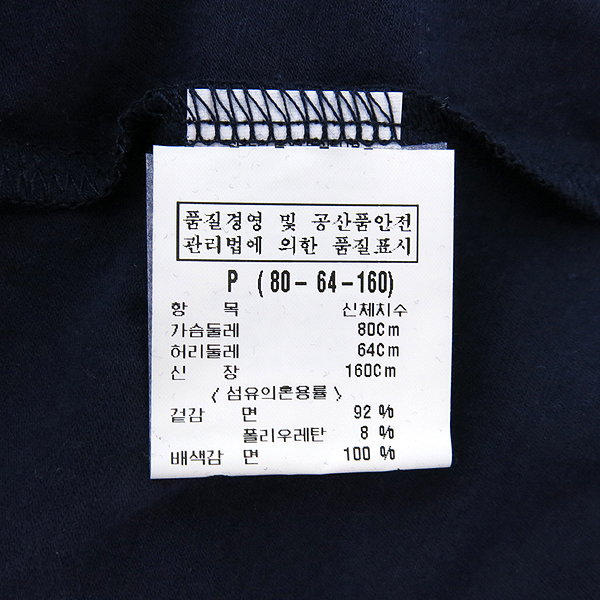 품질경영 및 공산품안전
관리법에 의한 품질표시
P (80-64-160)
항 목 신체치수
가슴둘레 80Cm
허리둘레 64Cm
신 장 160Cm
〈 섬유의혼용률 〉
겉감 면 92 %
폴리우레탄 8 %
배색감 면 100 %